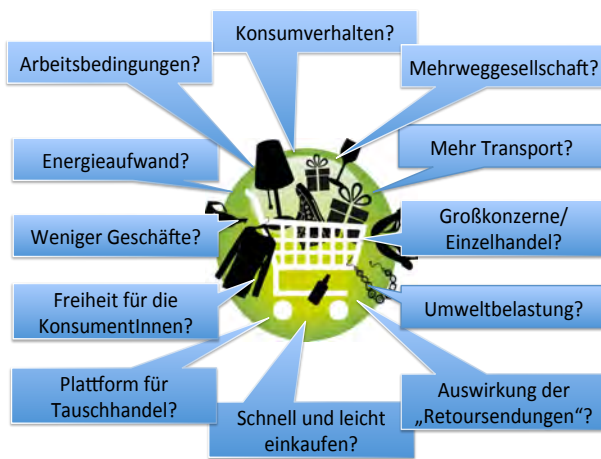 Konsumverhalten?
Arbeitsbedingungen?
Mehrweggesellschaft?
Energieaufwand?
Mehr Transport?
Weniger Geschäfte?
Großkonzerne/
Einzelhandel?
Freiheit für die
KonsumentInnen?
Umweltbelastung?
Plattform für
Tauschhandel?
Schnell und leicht
einkaufen?
Auswirkung der
„Retoursendungen“?